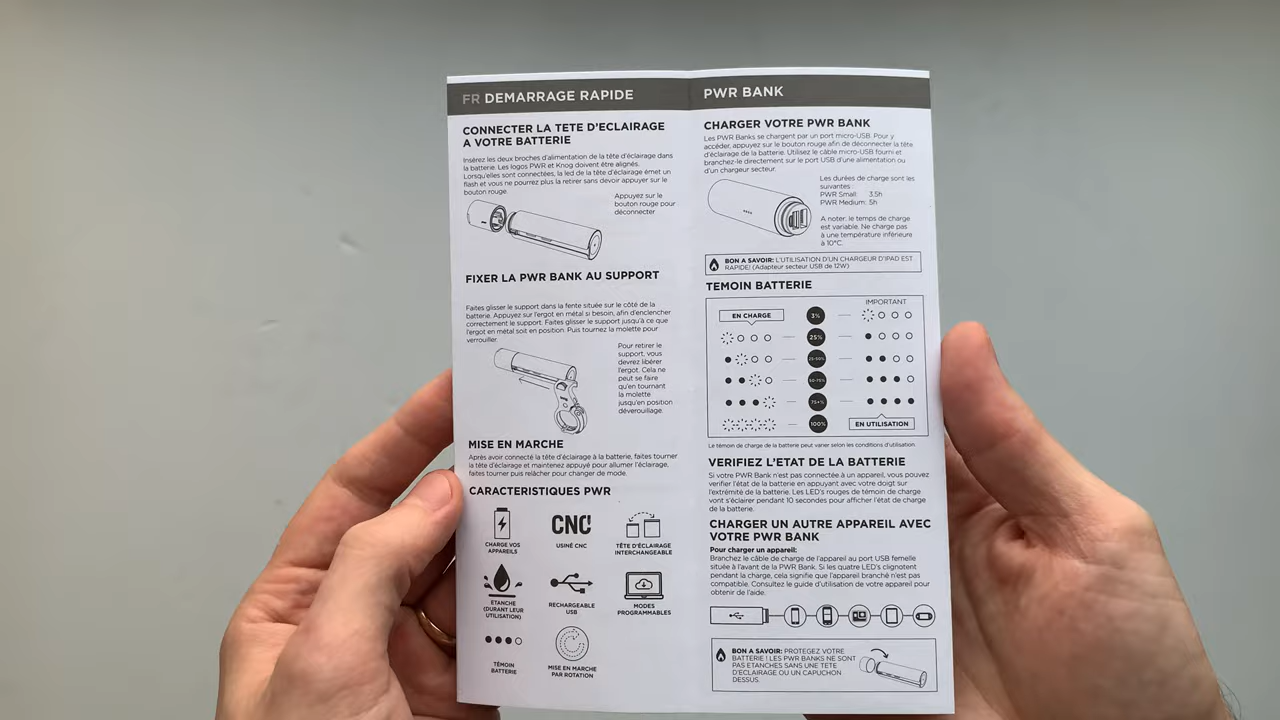 FR DEMARRAGE RAPIDE
CONNECTER LA TETE D'ECLAIRAGE
A VOTRE BATTERIE
Insérez les deux broches d'alimentation de la tête d'éclairage dans
la batterie. Les logos PWR et Knog doivent être alignés.
Lorsqu'elles sont connectées, la led de la tête d'éclairage émet un
flash et vous ne pourrez plus la retirer sans devoir appuyer sur le
bouton rouge.
Appuyez sur le
bouton rouge pour
déconnecter
FIXER LA PWR BANK AU SUPPORT
Faites glisser le support dans la fente située sur le côté de la
batterie. Appuyez sur l'ergot en métal si besoin, afin d'enclencher
correctement le support. Faites glisser le support jusqu'à ce que
l'ergot en métal soit en position. Puis tournez la molette pour
verrouiller.
Pour retirer le
support, vous
devrez libérer
l'ergot. Cela ne
peut se faire
qu'en tournant
la molette
jusqu'en position
déverouillage.
MISE EN MARCHE
Après avoir connecté la tête d'éclairage à la batterie, faites tourner
la tête d'éclairage et maintenez appuyé pour allumer l'éclairage,
faites tourner puis relâcher pour changer de mode.
CARACTERISTIQUES PWR
CHARGE VOS
APPAREILS
CNC
USINÉ CNC
TÊTE D'ÉCLAIRAGE
INTERCHANGEABLE
ETANCHE
(DURANT LEUR
UTILISATION)
RECHARGEABLE
USB
MODES
PROGRAMMABLES
TÉMOIN
BATTERIE
MISE EN MARCHE
PAR ROTATION
PWR BANK
CHARGER VOTRE PWR BANK
Les PWR Banks se chargent par un port micro-USB. Pour y
accéder, appuyez sur le bouton rouge afin de déconnecter la tête
d'éclairage de la batterie. Utilisez le câble micro-USB fourni et
branchez-le directement sur le port USB d'une alimentation ou
d'un chargeur secteur.
Les durées de charge sont les
suivantes :
PWR Small: 3.5h
PWR Medium: 5h
A noter: le temps de charge
est variable. Ne charge pas
à une température inférieure
à 10°C.
BON A SAVOIR: L'UTILISATION D'UN CHARGEUR D'IPAD EST
RAPIDE! (Adapteur secteur USB de 12W)
TEMOIN BATTERIE
IMPORTANT
EN CHARGE
3%
25%
25-50%
50-75%
75+%
100%
EN UTILISATION
Le témoin de charge de la batterie peut varier selon les conditions d'utilisation.
VERIFIEZ L'ETAT DE LA BATTERIE
Si votre PWR Bank n'est pas connectée à un appareil, vous pouvez
verifier l'état de la batterie en appuyant avec votre doigt sur
l'extrémité de la batterie. Les LED's rouges de témoin de charge
vont s'éclairer pendant 10 secondes pour afficher l'état de charge
de la batterie.
CHARGER UN AUTRE APPAREIL AVEC
VOTRE PWR BANK
Pour charger un appareil:
Branchez le câble de charge de l'appareil au port USB femelle
située à l'avant de la PWR Bank. Si les quatre LED's clignotent
pendant la charge, cela signifie que l'appareil branché n'est pas
compatible. Consultez le guide d'utilisation de votre appareil pour
obtenir de l'aide.
BON A SAVOIR: PROTEGEZ VOTRE
BATTERIE ! LES PWR BANKS NE SONT
PAS ETANCHES SANS UNE TETE
D'ECLAIRAGE OU UN CAPUCHON
DESSUS.